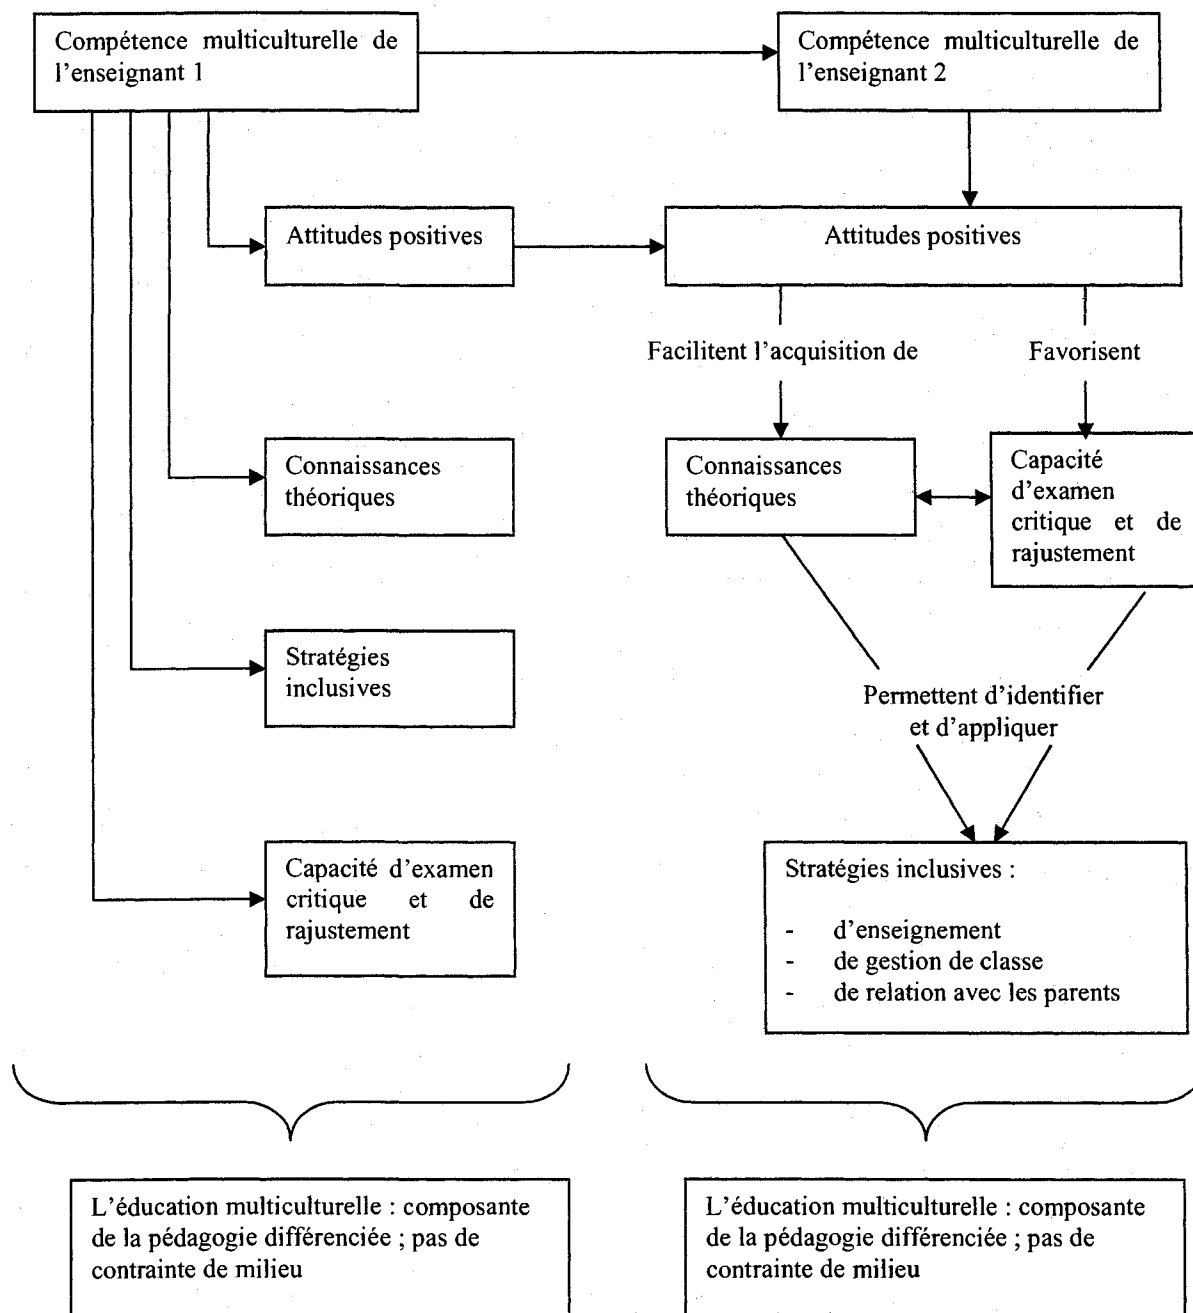 Compétence multiculturelle de
l'enseignant 1
Compétence multiculturelle de
l'enseignant 2
Attitudes positives
Attitudes positives
Facilitent l'acquisition de
Favorisent
Connaissances
théoriques
Connaissances
théoriques
Capacité
d'examen
critique et de
rajustement
Stratégies
inclusives
Permettent d'identifier
et d'appliquer
Capacité d'examen
critique et de
rajustement
Stratégies inclusives :
- d'enseignement
- de gestion de classe
- de relation avec les parents
L'éducation multiculturelle : composante
de la pédagogie différenciée ; pas de
contrainte de milieu
L'éducation multiculturelle : composante
de la pédagogie différenciée ; pas de
contrainte de milieu